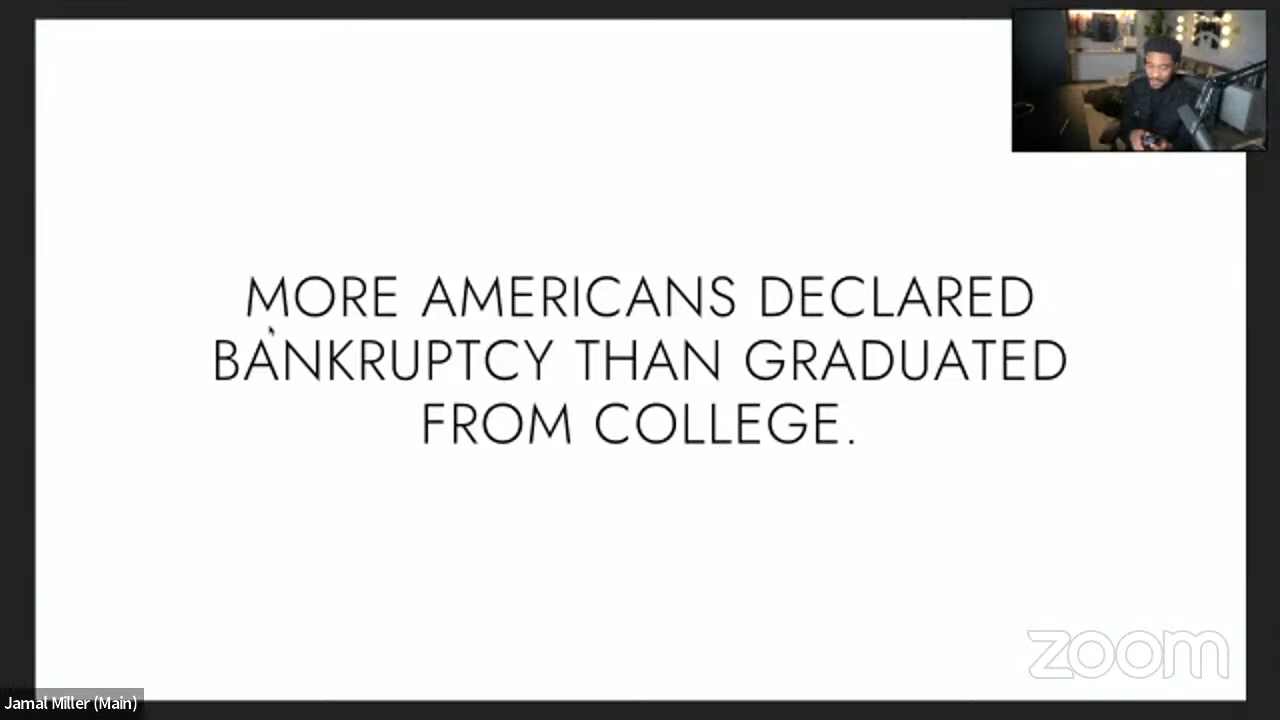 MORE AMERICANS DECLARED
BANKRUPTCY THAN GRADUATED
FROM COLLEGE.
zoom
Jamal Miller (Main)